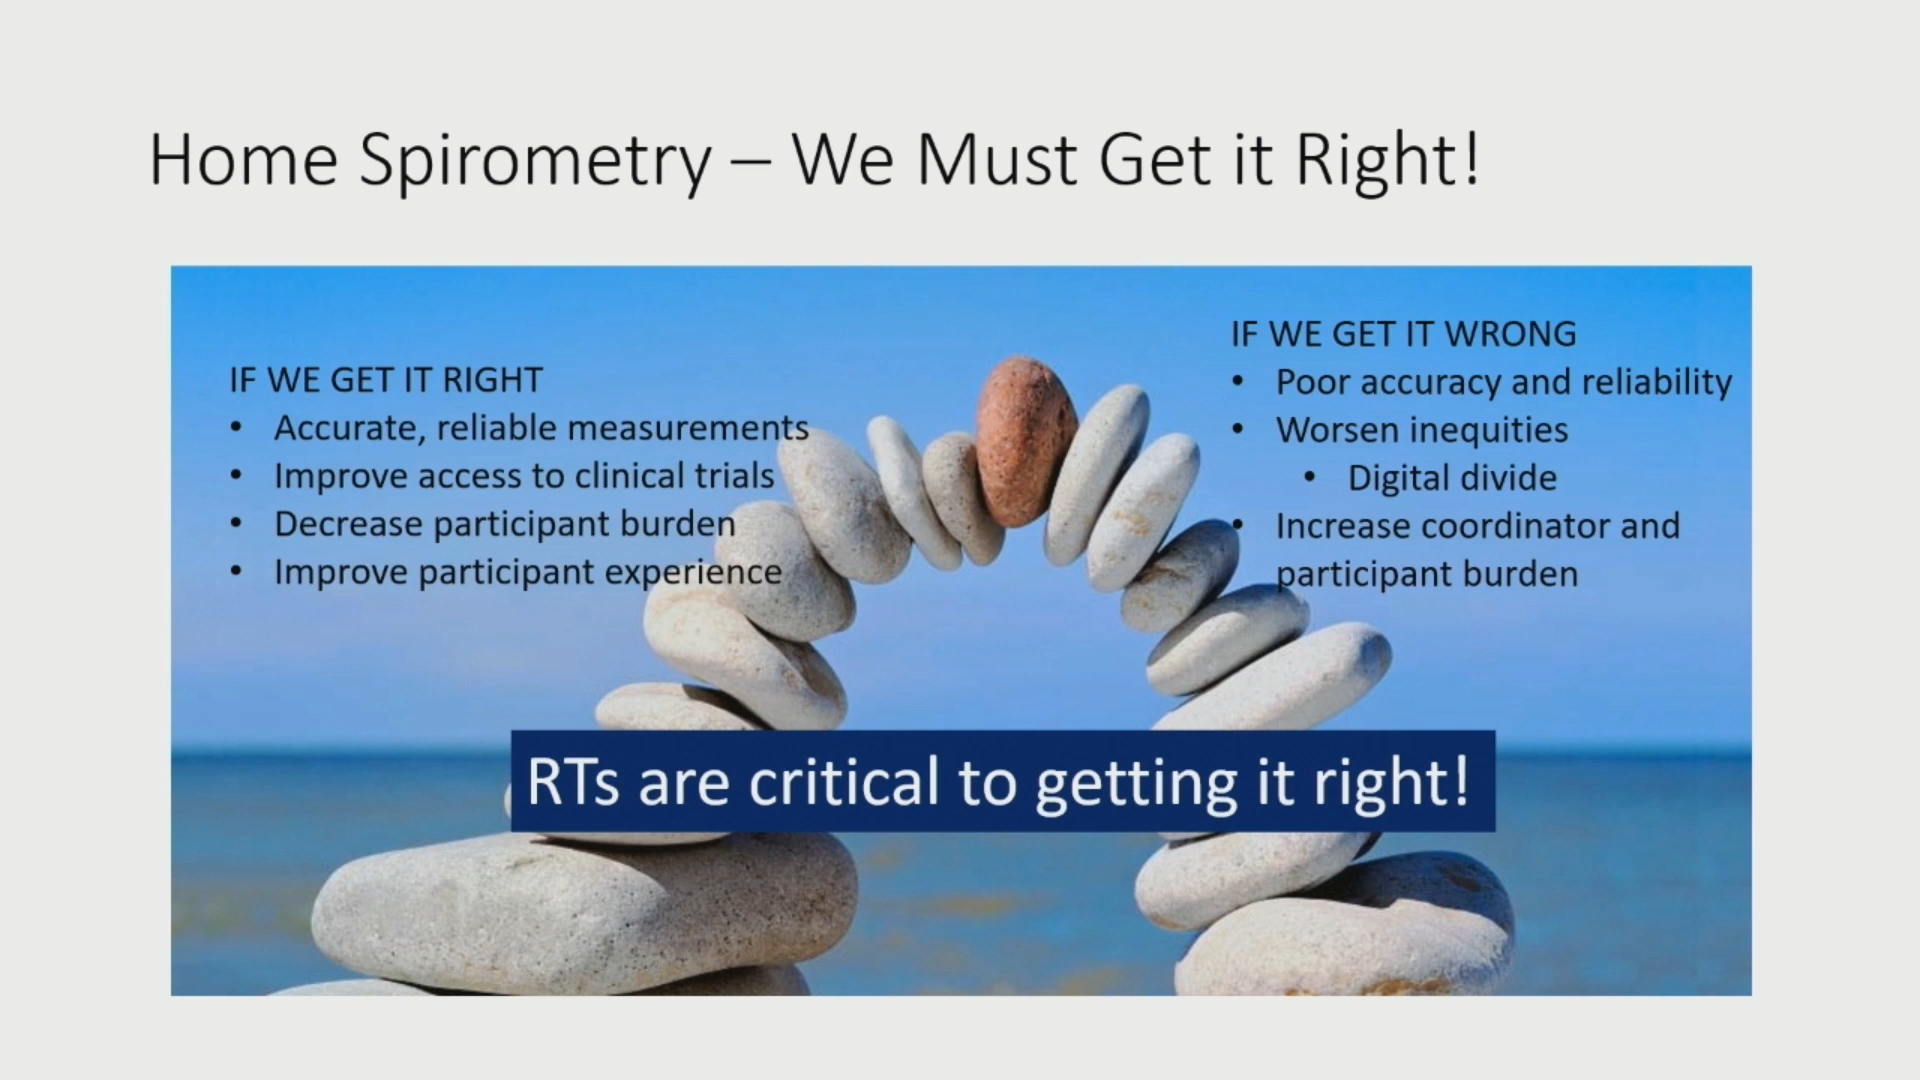 Home Spirometry – We Must Get it Right!
IF WE GET IT RIGHT
• Accurate, reliable measurements
• Improve access to clinical trials
• Decrease participant burden
• Improve participant experience
IF WE GET IT WRONG
• Poor accuracy and reliability
• Worsen inequities
• Digital divide
• Increase coordinator and
participant burden
RTs are critical to getting it right!